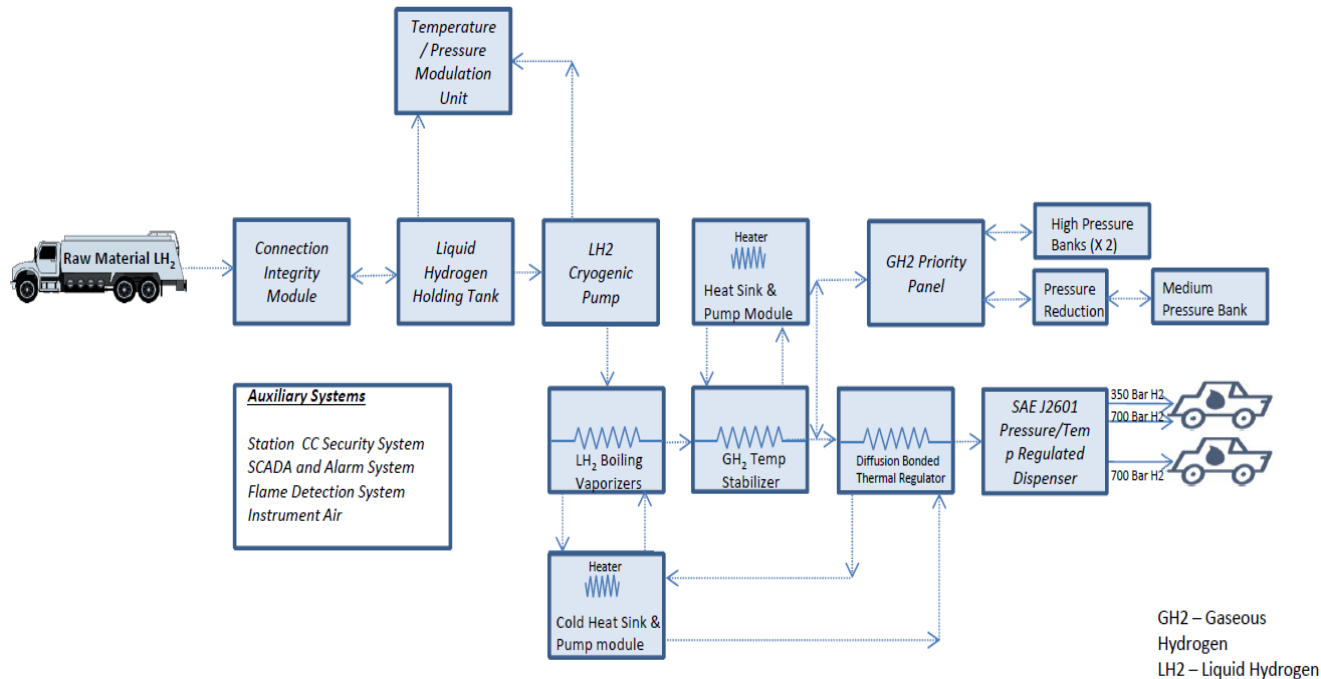 Temperature
/ Pressure
Modulation
Unit
Raw Material LH2
Connection
Integrity
Module
Liquid
Hydrogen
Holding Tank
LH2
Cryogenic
Pump
Heater
Heat Sink &
Pump Module
GH2 Priority
Panel
High Pressure
Banks (X 2)
Pressure
Reduction
Medium
Pressure Bank
Auxiliary Systems
Station CC Security System
SCADA and Alarm System
Flame Detection System
Instrument Air
LH2 Boiling
Vaporizers
GH2 Temp
Stabilizer
Diffusion Bonded
Thermal Regulator
SAE J2601
Pressure/Tem
p Regulated
Dispenser
350 Bar H2
700 Bar H2
700 Bar H2
Heater
Cold Heat Sink &
Pump module
GH2 – Gaseous
Hydrogen
LH2 – Liquid Hydrogen